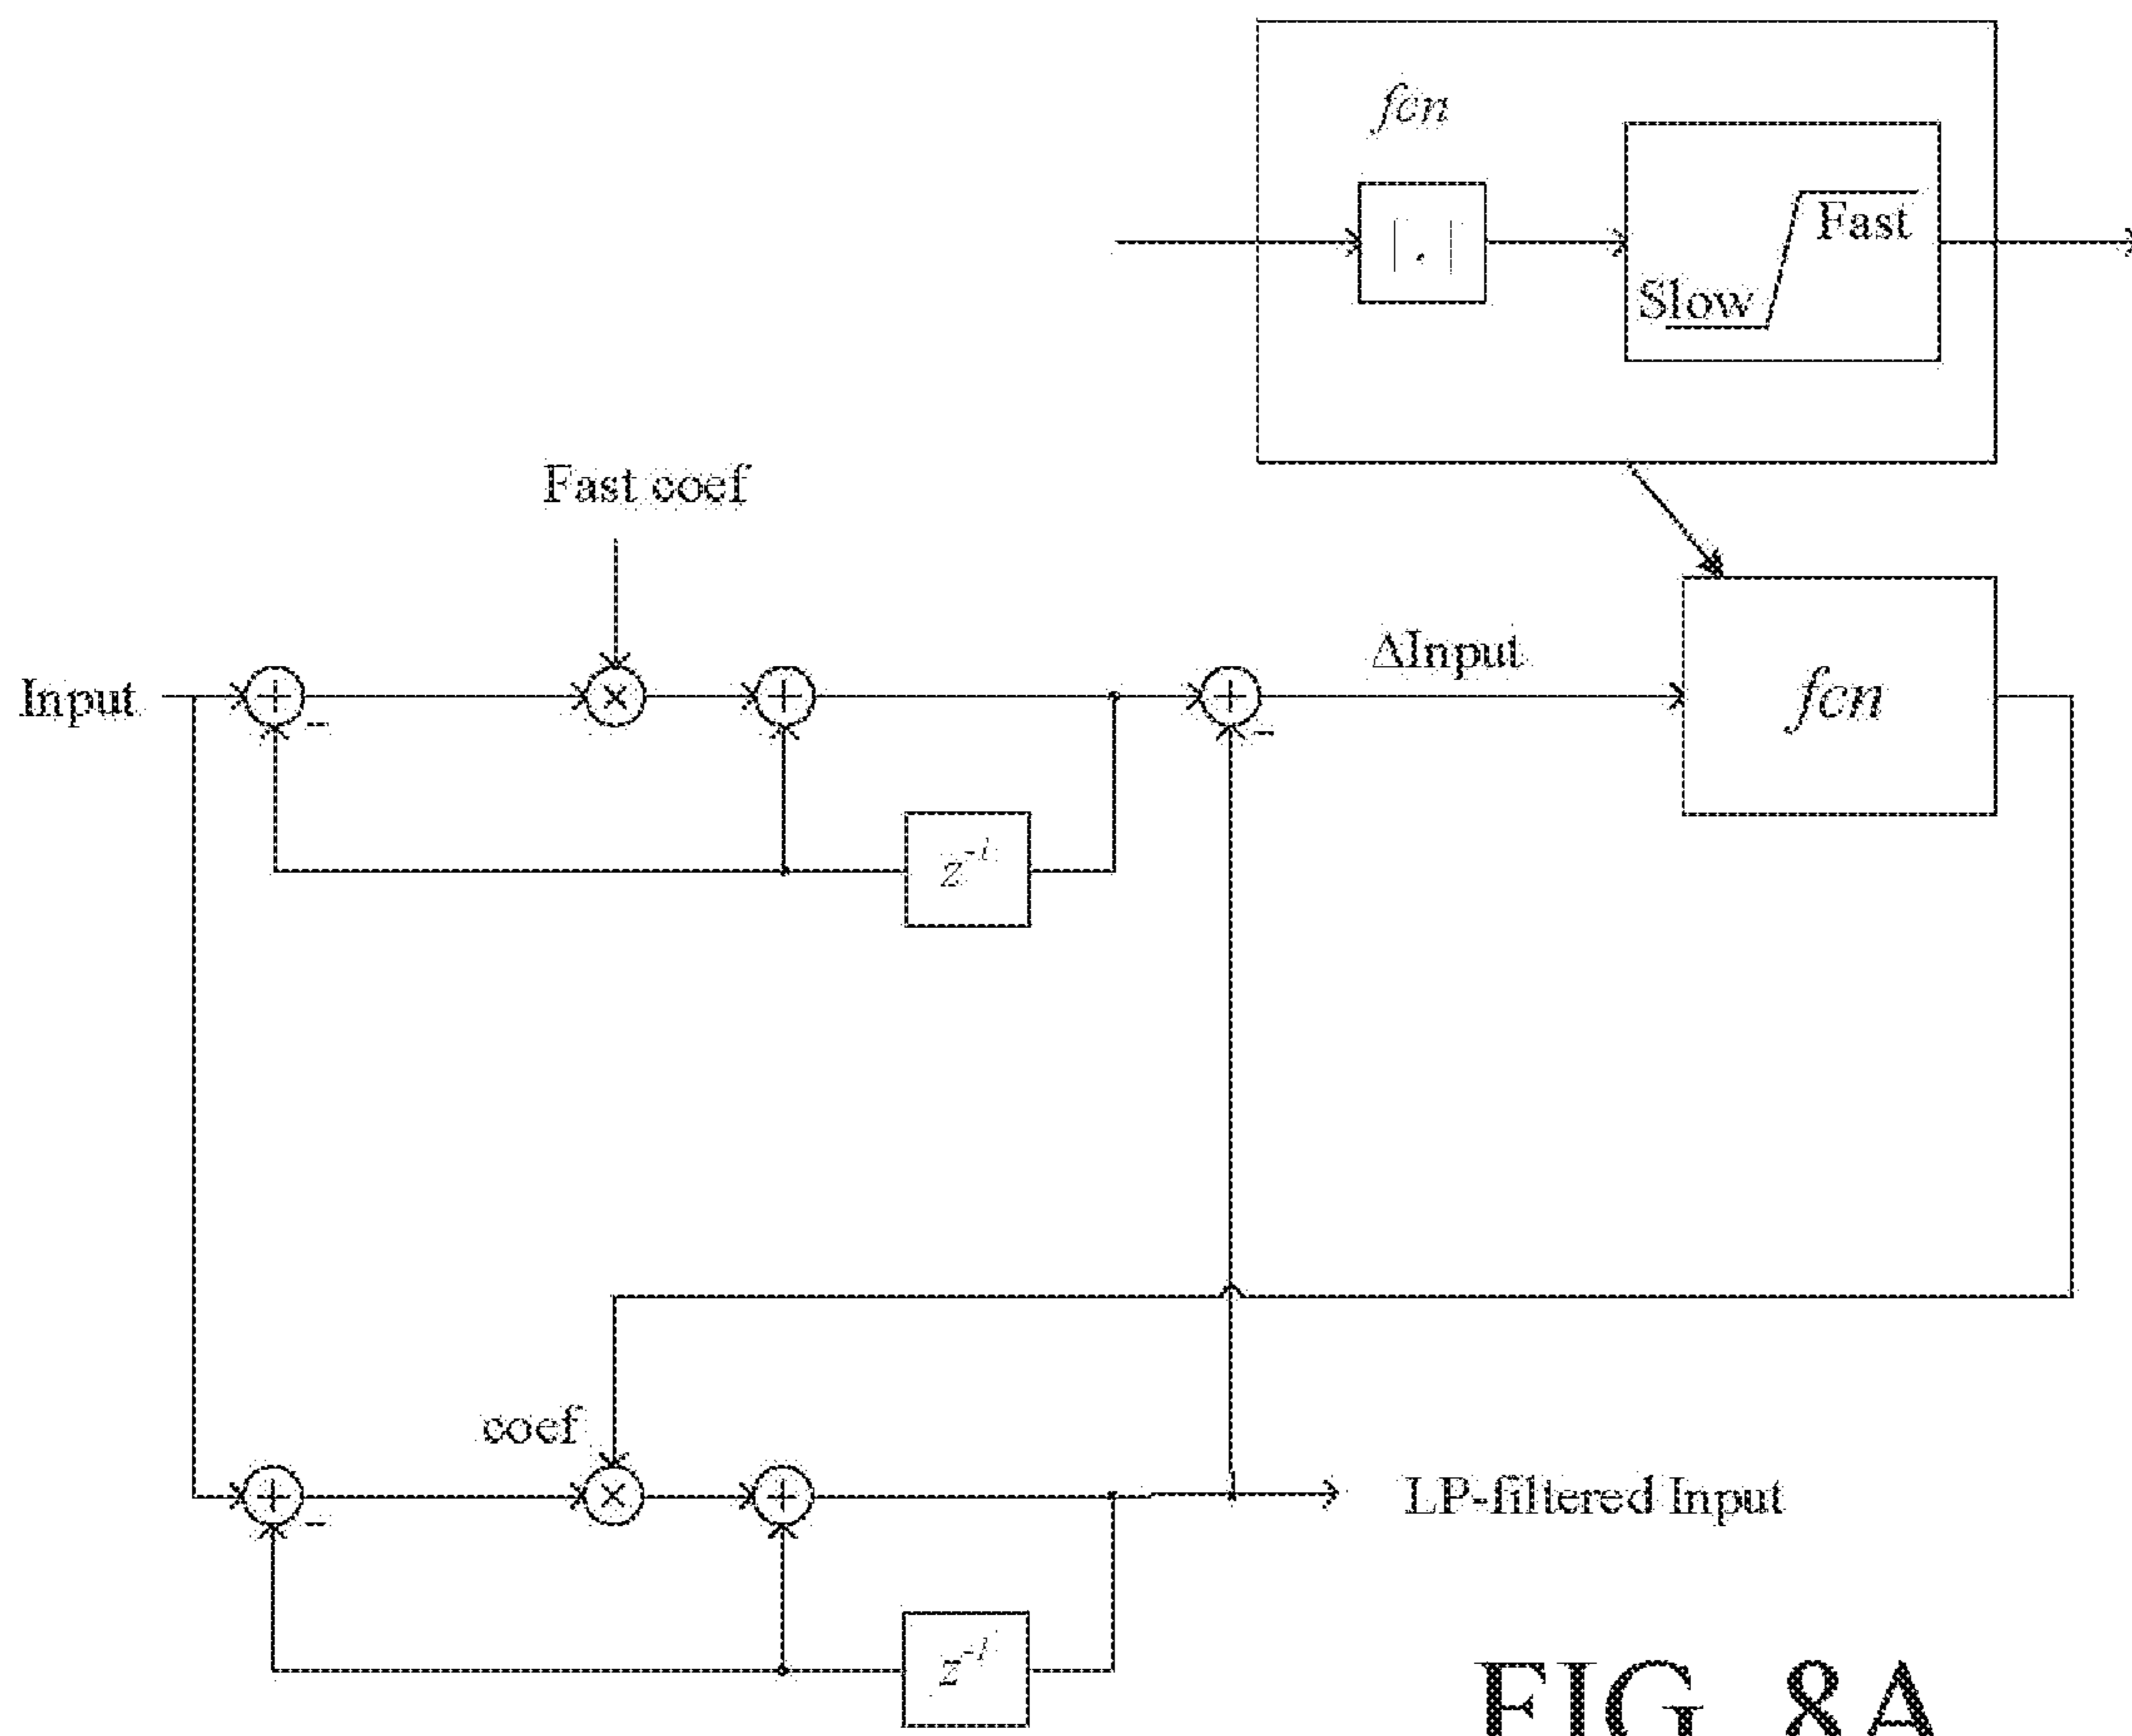 fcn
| . |
Fast
Slow
Fast coef
Input
+
-
×
+
+
-
ΔInput
fcn
z⁻¹
coef
+
-
×
+
LP-filtered Input
z⁻¹
FIG. 8A